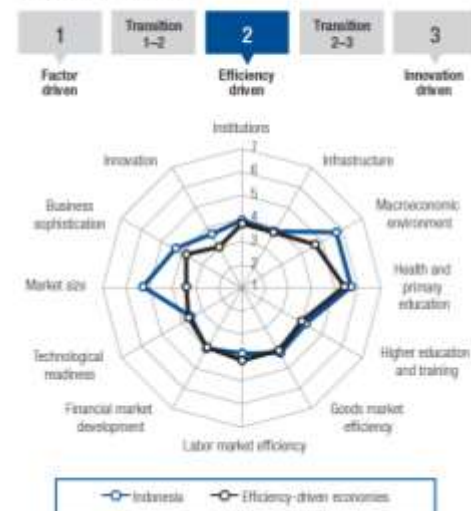 1
Transition
1–2
2
Transition
2–3
3
Factor
driven
Efficiency
driven
Innovation
driven
Institutions
Innovation
Infrastructure
Business
sophistication
Macroeconomic
environment
Market size
Health and
primary
education
Technological
readiness
Higher education
and training
Financial market
development
Goods market
efficiency
Labor market efficiency
7
6
5
4
3
2
1
Indonesia
Efficiency-driven economies